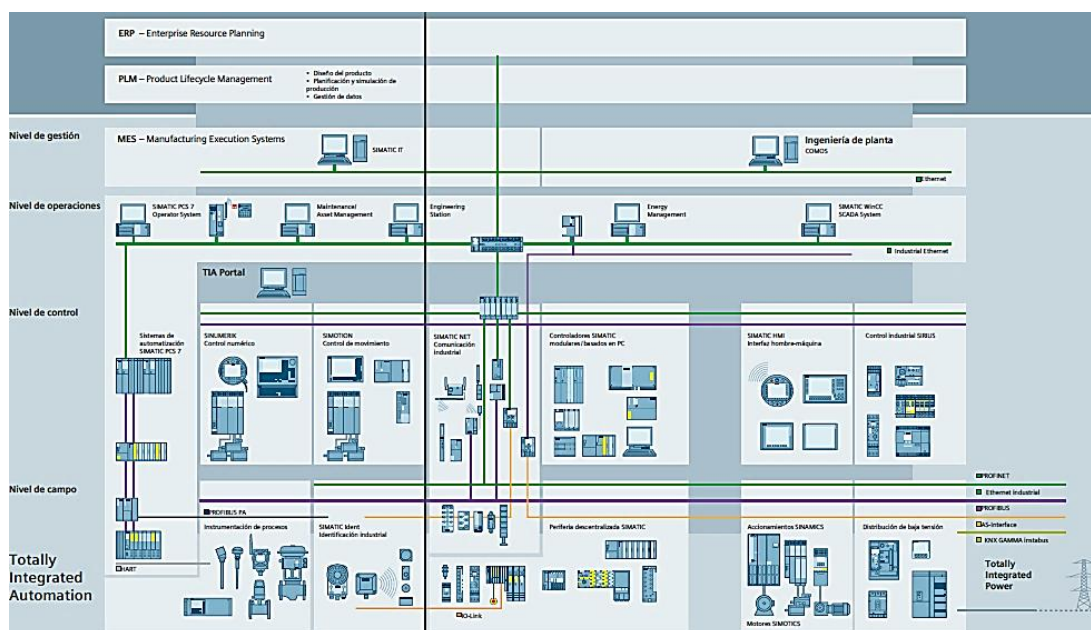 ERP – Enterprise Resource Planning
PLM – Product Lifecycle Management
• Diseño del producto
• Planificación y simulación de
producción
• Gestión de datos
Nivel de gestión
MES – Manufacturing Execution Systems
SIMATIC IT
Ingeniería de planta
COMOS
Ethernet
Nivel de operaciones
SIMATIC PCS 7
Operator System
Maintenance/
Asset Management
Engineering
Station
Energy
Management
SIMATIC WinCC
SCADA System
Industrial Ethernet
TIA Portal
Nivel de control
Sistemas de
automatización
SIMATIC PCS 7
SINUMERIK
Control numérico
SIMOTION
Control de movimiento
SIMATIC NET
Comunicación
industrial
Controladores SIMATIC
modulares/basados en PC
SIMATIC HMI
Interfaz hombre-máquina
Control industrial SIRIUS
Nivel de campo
PROFINET
Ethernet industrial
PROFIBUS
AS-Interface
KNX GAMMA instabus
PROFIBUS PA
Instrumentación de procesos
SIMATIC Ident
Identificación industrial
Periferia descentralizada SIMATIC
Accionamientos SINAMICS
Distribución de baja tensión
HART
IO-Link
Motores SIMOTICS
Totally
Integrated
Automation
Totally
Integrated
Power